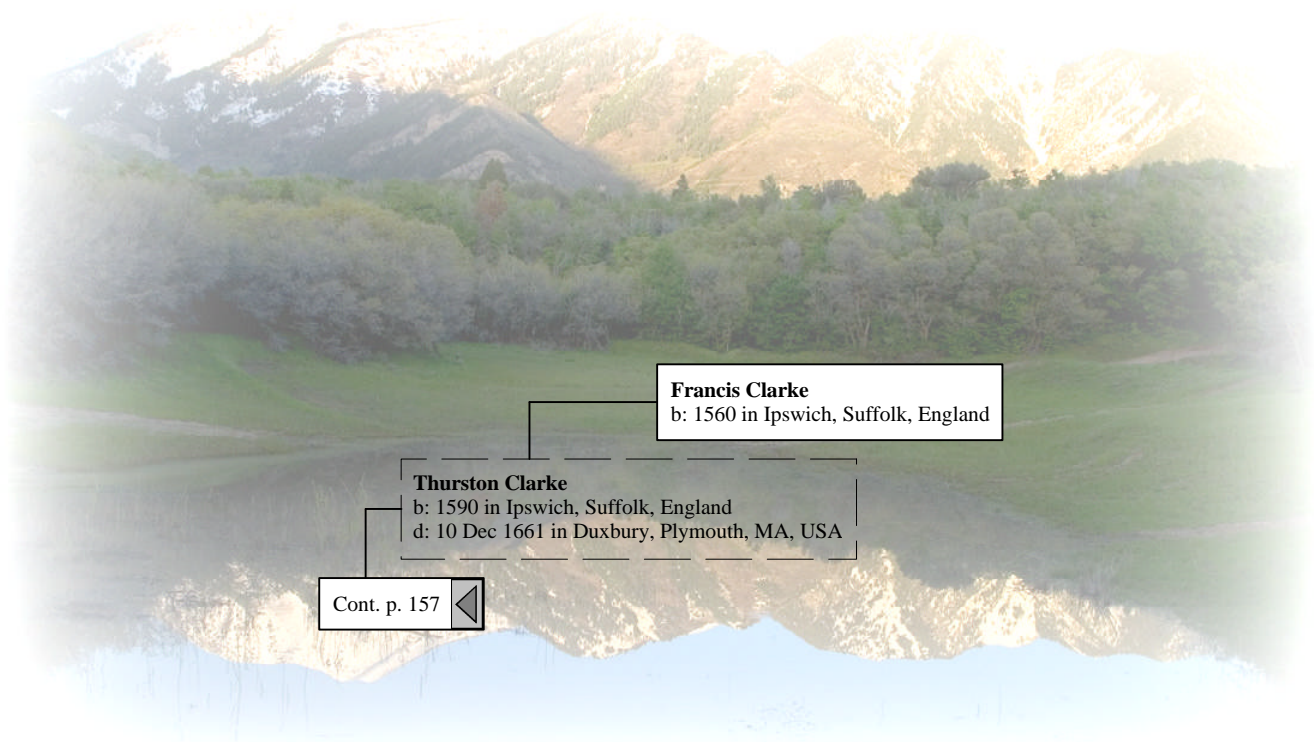 Francis Clarke
b: 1560 in Ipswich, Suffolk, England
Thurston Clarke
b: 1590 in Ipswich, Suffolk, England
d: 10 Dec 1661 in Duxbury, Plymouth, MA, USA
Cont. p. 157